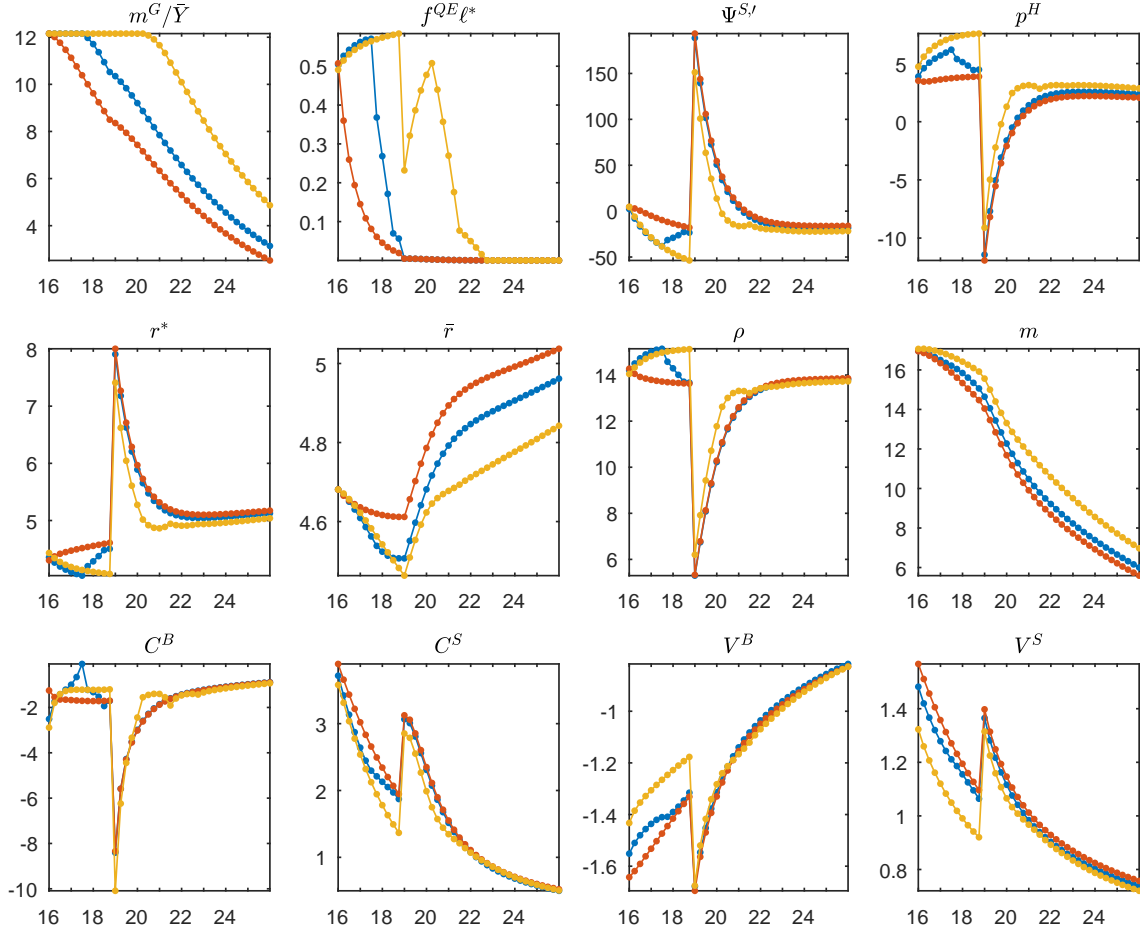 m^G/Ȳ f^{QE}ℓ* Ψ^{S,′} p^H
12 10 8 6 4
0.5 0.4 0.3 0.2 0.1
150 100 50 0 -50
5 0 -5 -10
16 18 20 22 24 16 18 20 22 24 16 18 20 22 24 16 18 20 22 24
r* r̄ ρ m
8 7 6 5
5 4.8 4.6
14 12 10 8 6
16 14 12 10 8 6
16 18 20 22 24 16 18 20 22 24 16 18 20 22 24 16 18 20 22 24
C^B C^S V^B V^S
-2 -4 -6 -8 -10
3 2 1
-1 -1.2 -1.4 -1.6
1.4 1.2 1 0.8
16 18 20 22 24 16 18 20 22 24 16 18 20 22 24 16 18 20 22 24